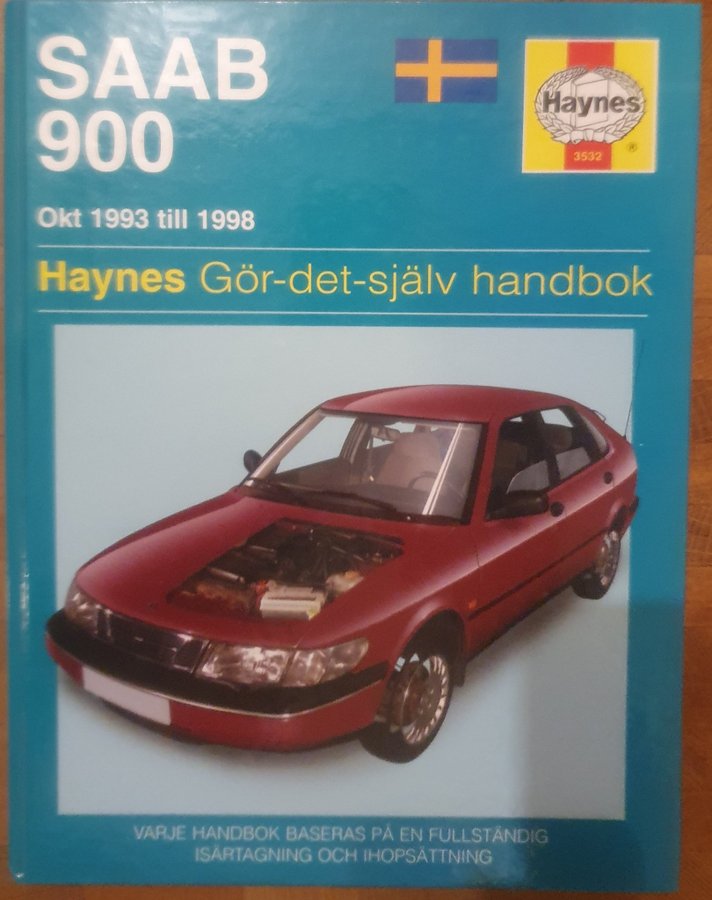 SAAB
900
Haynes
®
3532
Okt 1993 till 1998
Haynes Gör-det-själv handbok
VARJE HANDBOK BASERAS PÅ EN FULLSTÄNDIG
ISÄRTAGNING OCH IHOPSÄTTNING